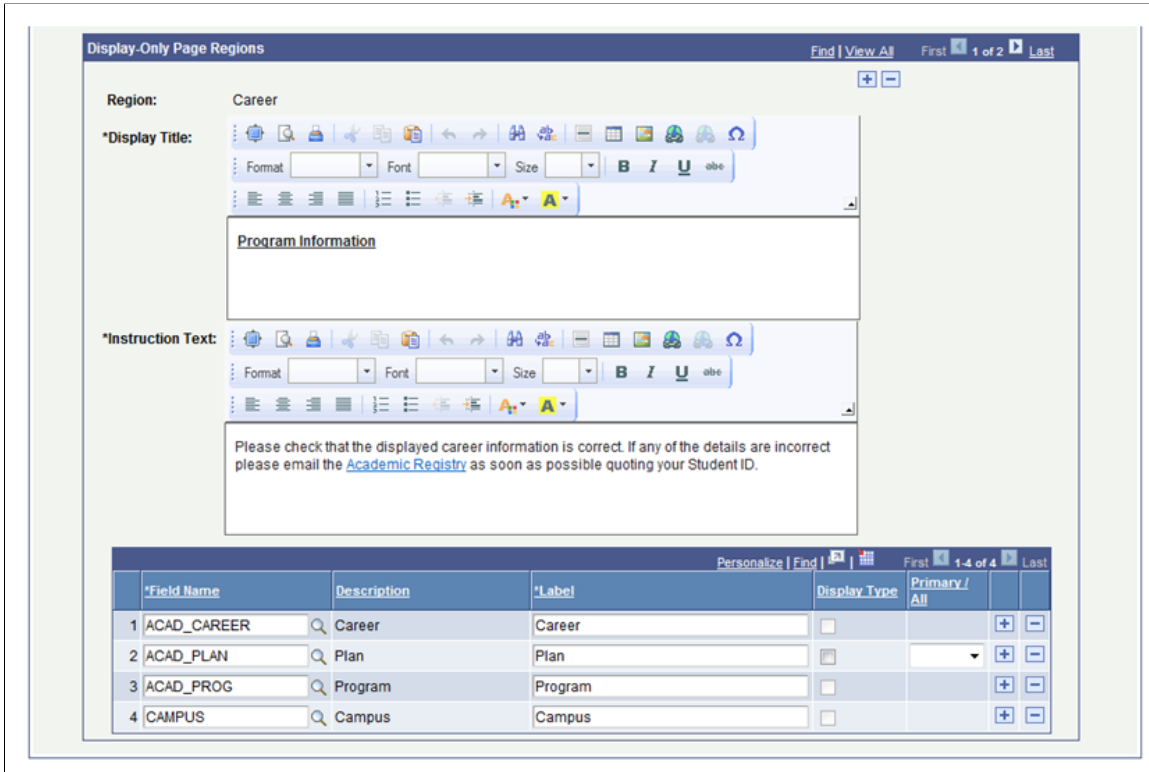 Display-Only Page Regions Find | View All First 1 of 2 Last
Region: Career
*Display Title:
Format Font Size B I U abc
A A
Program Information
*Instruction Text:
Format Font Size B I U abc
A A
Please check that the displayed career information is correct. If any of the details are incorrect
please email the Academic Registry as soon as possible quoting your Student ID.
Personalize | Find | | First 1-4 of 4 Last
*Field Name Description *Label Display Type Primary /
All
1 ACAD_CAREER Career Career
2 ACAD_PLAN Plan Plan
3 ACAD_PROG Program Program
4 CAMPUS Campus Campus